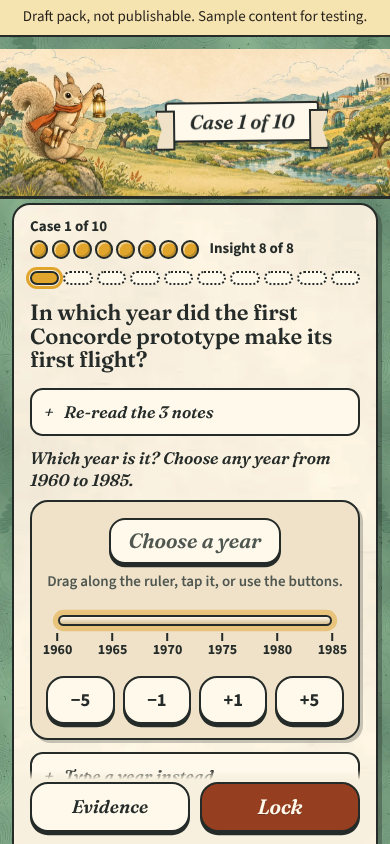 Draft pack, not publishable. Sample content for testing.
Case 1 of 10
Case 1 of 10
Insight 8 of 8
In which year did the first
Concorde prototype make its
first flight?
+ Re-read the 3 notes
Which year is it? Choose any year from
1960 to 1985.
Choose a year
Drag along the ruler, tap it, or use the buttons.
1960 1965 1970 1975 1980 1985
−5 −1 +1 +5
+ Type a year instead
Evidence Lock